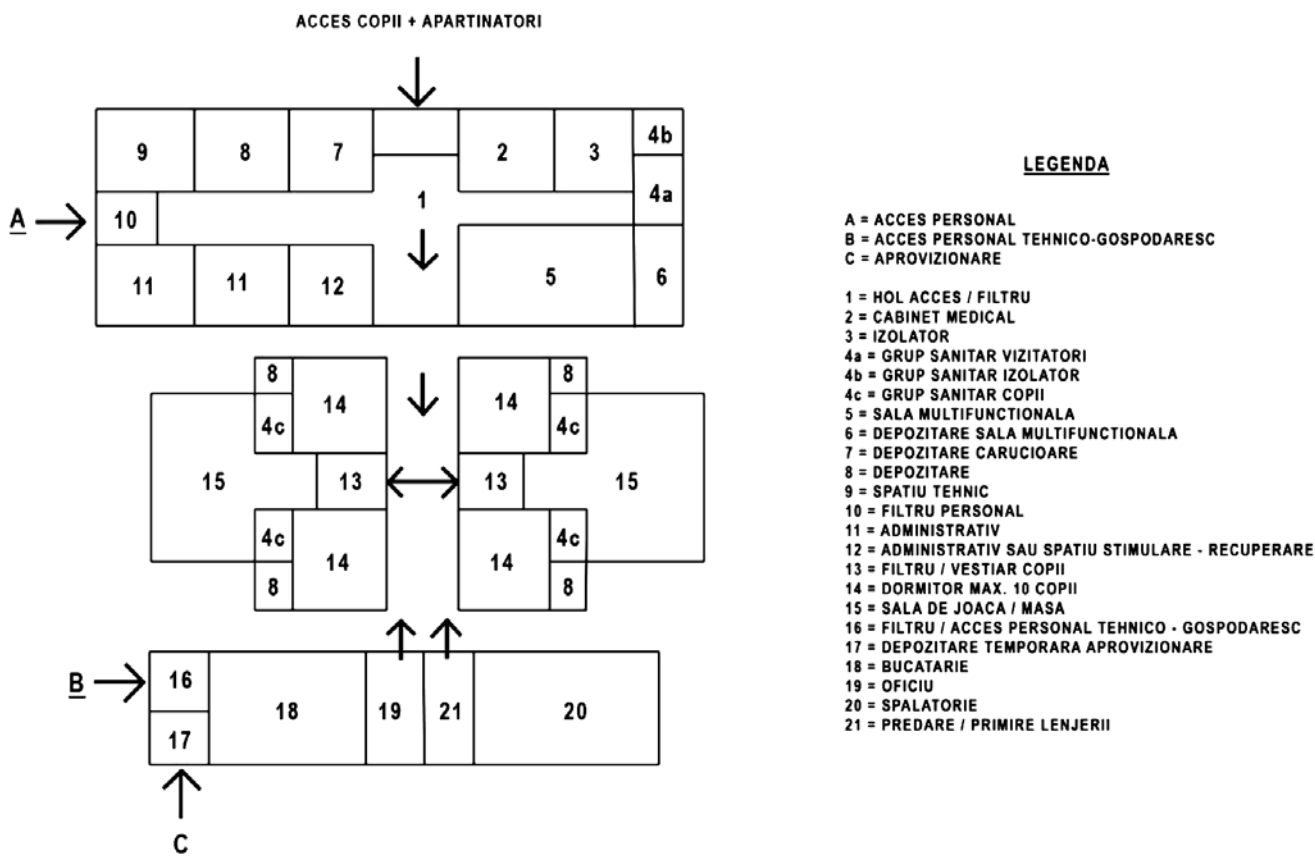 ACCES COPII + APARTINATORI
9 8 7 2 3 4b
4a
A 10 1
11 11 12 5 6
8 14 14 8
4c 4c
15 13 13 15
4c 14 14 4c
8 8
B 16 18 19 21 20
17
C
LEGENDA
A = ACCES PERSONAL
B = ACCES PERSONAL TEHNICO-GOSPODARESC
C = APROVIZIONARE
1 = HOL ACCES / FILTRU
2 = CABINET MEDICAL
3 = IZOLATOR
4a = GRUP SANITAR VIZITATORI
4b = GRUP SANITAR IZOLATOR
4c = GRUP SANITAR COPII
5 = SALA MULTIFUNCTIONALA
6 = DEPOZITARE SALA MULTIFUNCTIONALA
7 = DEPOZITARE CARUCIOARE
8 = DEPOZITARE
9 = SPATIU TEHNIC
10 = FILTRU PERSONAL
11 = ADMINISTRATIV
12 = ADMINISTRATIV SAU SPATIU STIMULARE - RECUPERARE
13 = FILTRU / VESTIAR COPII
14 = DORMITOR MAX. 10 COPII
15 = SALA DE JOACA / MASA
16 = FILTRU / ACCES PERSONAL TEHNICO - GOSPODARESC
17 = DEPOZITARE TEMPORARA APROVIZIONARE
18 = BUCATARIE
19 = OFICIU
20 = SPALATORIE
21 = PREDARE / PRIMIRE LENJERII